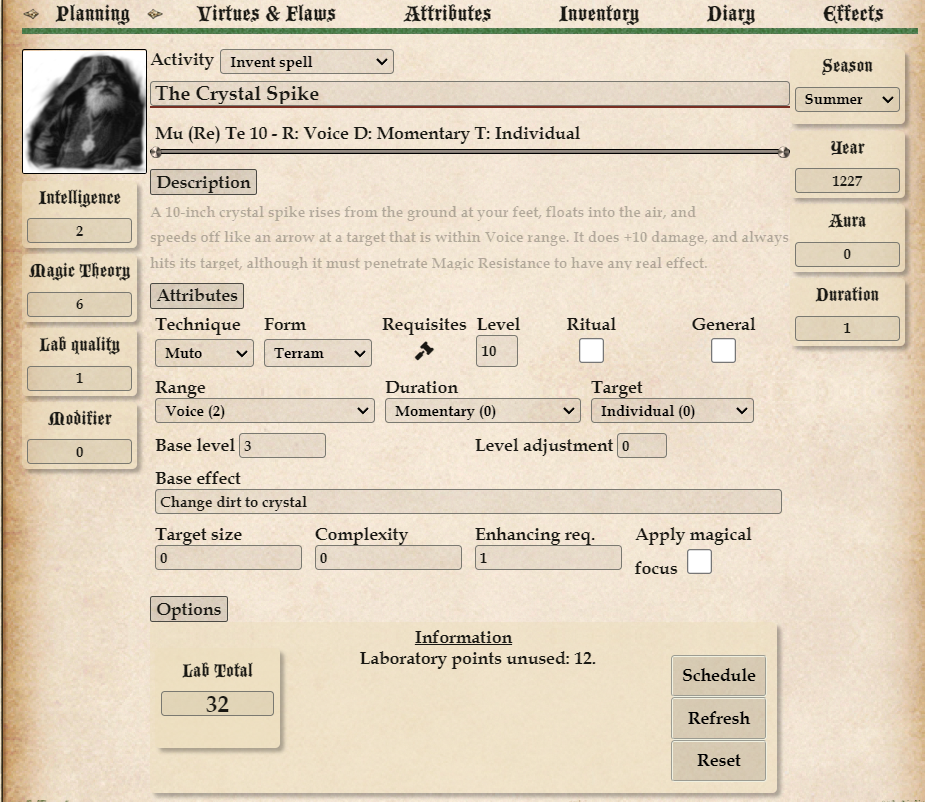 Planning Virtues & Flaws Attributes Inventory Diary Effects
Activity Invent spell
The Crystal Spike
Mu (Re) Te 10 - R: Voice D: Momentary T: Individual
Description
A 10-inch crystal spike rises from the ground at your feet, floats into the air, and
speeds off like an arrow at a target that is within Voice range. It does +10 damage, and always
hits its target, although it must penetrate Magic Resistance to have any real effect.
Intelligence
2
Magic Theory
6
Lab quality
1
Modifier
0
Season
Summer
Year
1227
Aura
0
Duration
1
Attributes
Technique Form Requisites Level Ritual General
Muto Terram 10
Range Duration Target
Voice (2) Momentary (0) Individual (0)
Base level 3 Level adjustment 0
Base effect
Change dirt to crystal
Target size Complexity Enhancing req. Apply magical
0 0 1 focus
Options
Information
Laboratory points unused: 12.
Lab Total
32
Schedule
Refresh
Reset